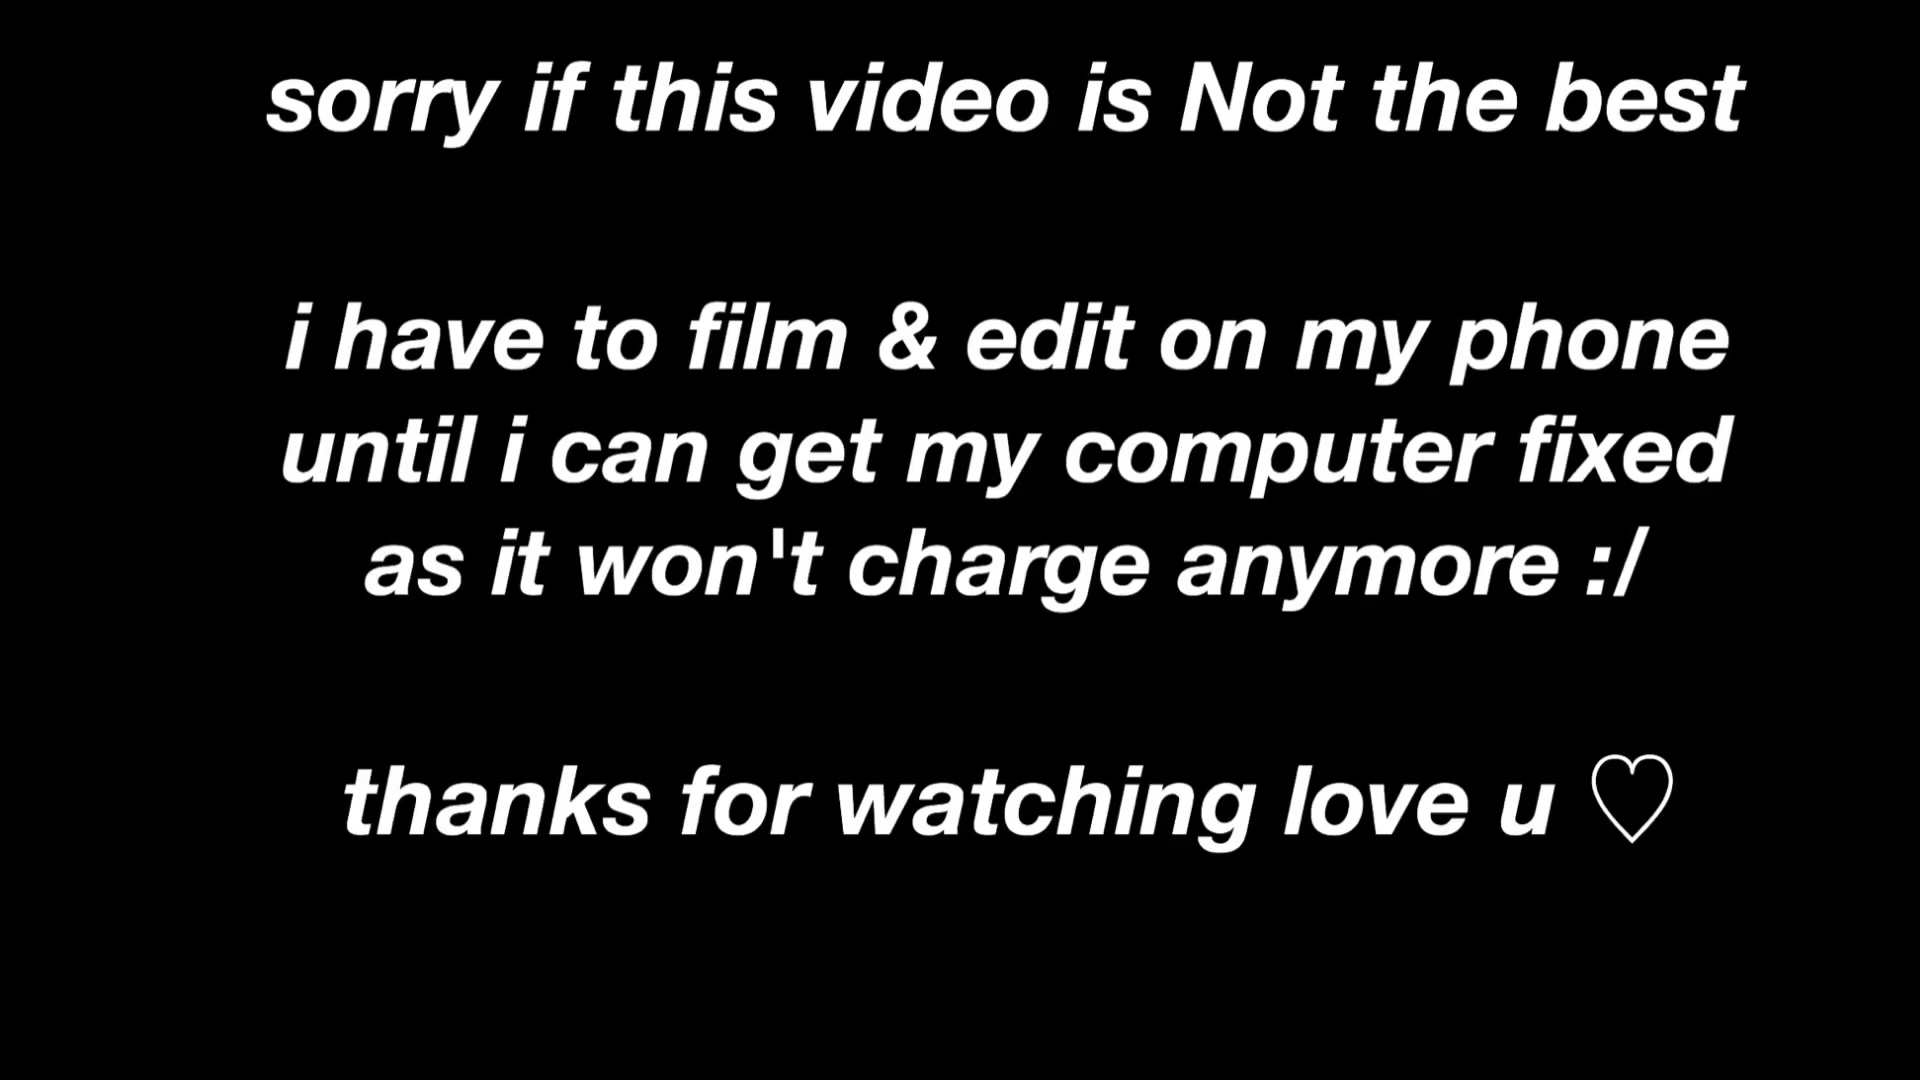 sorry if this video is Not the best
i have to film & edit on my phone
until i can get my computer fixed
as it won't charge anymore :/
thanks for watching love u ♡